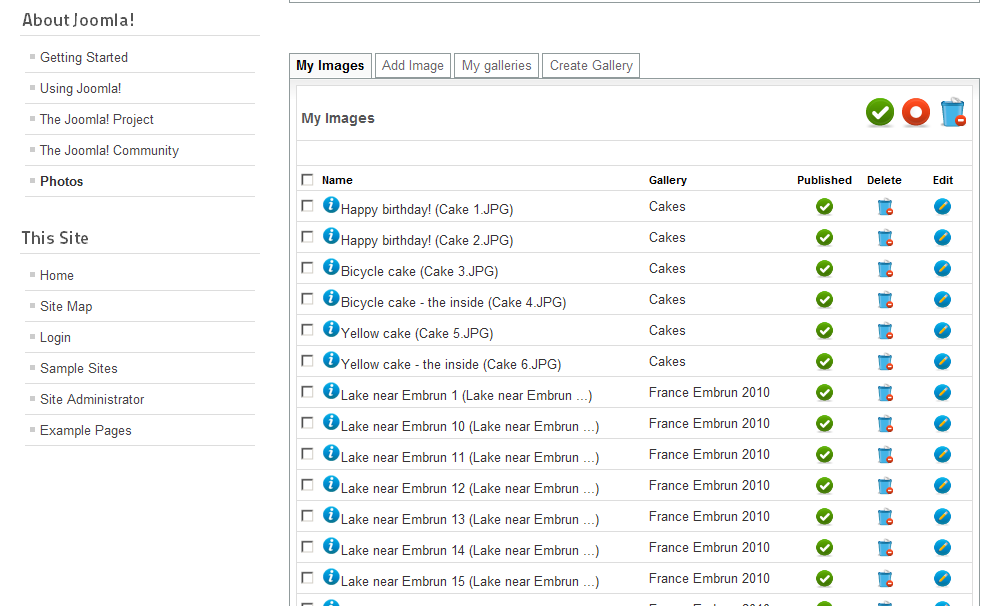 About Joomla!
Getting Started
Using Joomla!
The Joomla! Project
The Joomla! Community
Photos
This Site
Home
Site Map
Login
Sample Sites
Site Administrator
Example Pages
My Images Add Image My galleries Create Gallery
My Images
Name Gallery Published Delete Edit
Happy birthday! (Cake 1.JPG) Cakes
Happy birthday! (Cake 2.JPG) Cakes
Bicycle cake (Cake 3.JPG) Cakes
Bicycle cake - the inside (Cake 4.JPG) Cakes
Yellow cake (Cake 5.JPG) Cakes
Yellow cake - the inside (Cake 6.JPG) Cakes
Lake near Embrun 1 (Lake near Embrun ...) France Embrun 2010
Lake near Embrun 10 (Lake near Embrun ...) France Embrun 2010
Lake near Embrun 11 (Lake near Embrun ...) France Embrun 2010
Lake near Embrun 12 (Lake near Embrun ...) France Embrun 2010
Lake near Embrun 13 (Lake near Embrun ...) France Embrun 2010
Lake near Embrun 14 (Lake near Embrun ...) France Embrun 2010
Lake near Embrun 15 (Lake near Embrun ...) France Embrun 2010